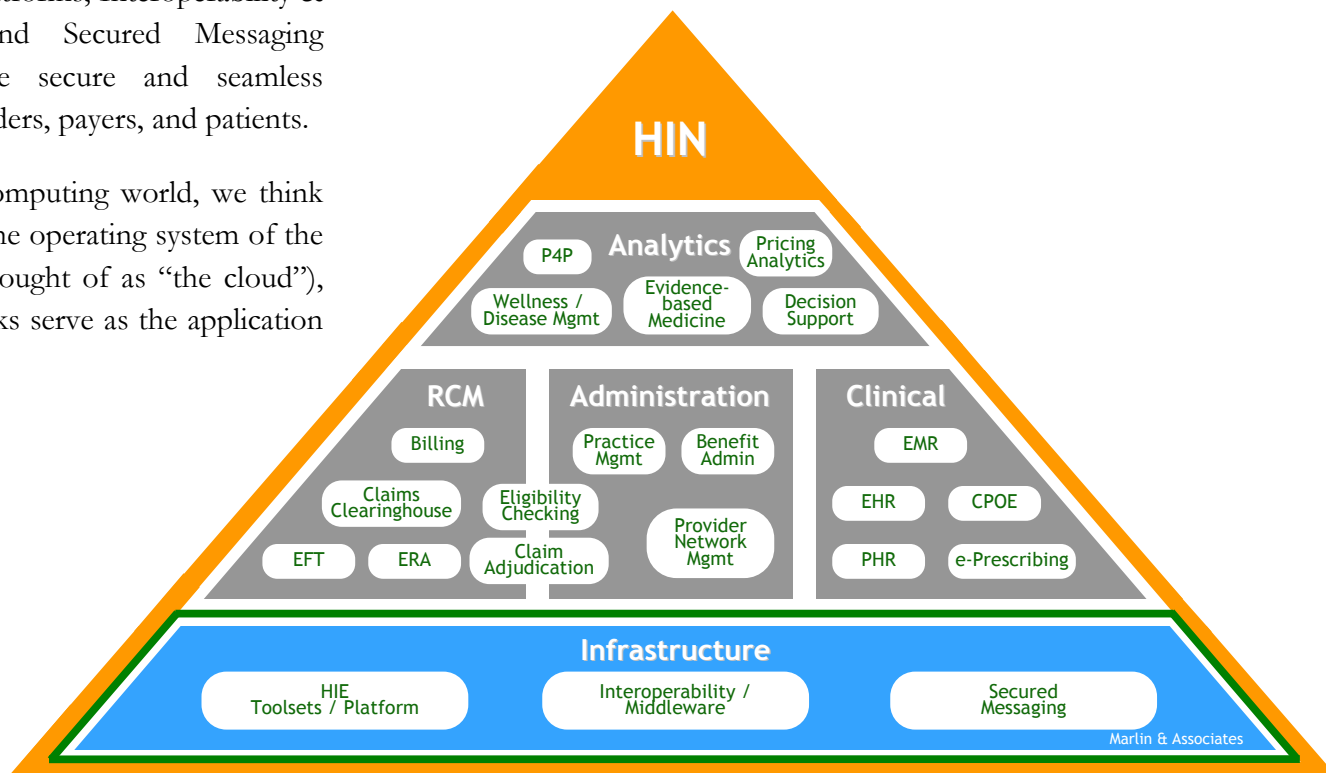 Interoperability &
nd Secured Messaging
e secure and seamless
ders, payers, and patients.
omputing world, we think
he operating system of the
ought of as “the cloud”),
ks serve as the application
HIN
Analytics
P4P
Pricing
Analytics
Wellness /
Disease Mgmt
Evidence-
based
Medicine
Decision
Support
RCM
Billing
Claims
Clearinghouse
Eligibility
Checking
EFT
ERA
Claim
Adjudication
Administration
Practice
Mgmt
Benefit
Admin
Provider
Network
Mgmt
Clinical
EMR
EHR
CPOE
PHR
e-Prescribing
Infrastructure
HIE
Toolsets / Platform
Interoperability /
Middleware
Secured
Messaging
Marlin & Associates